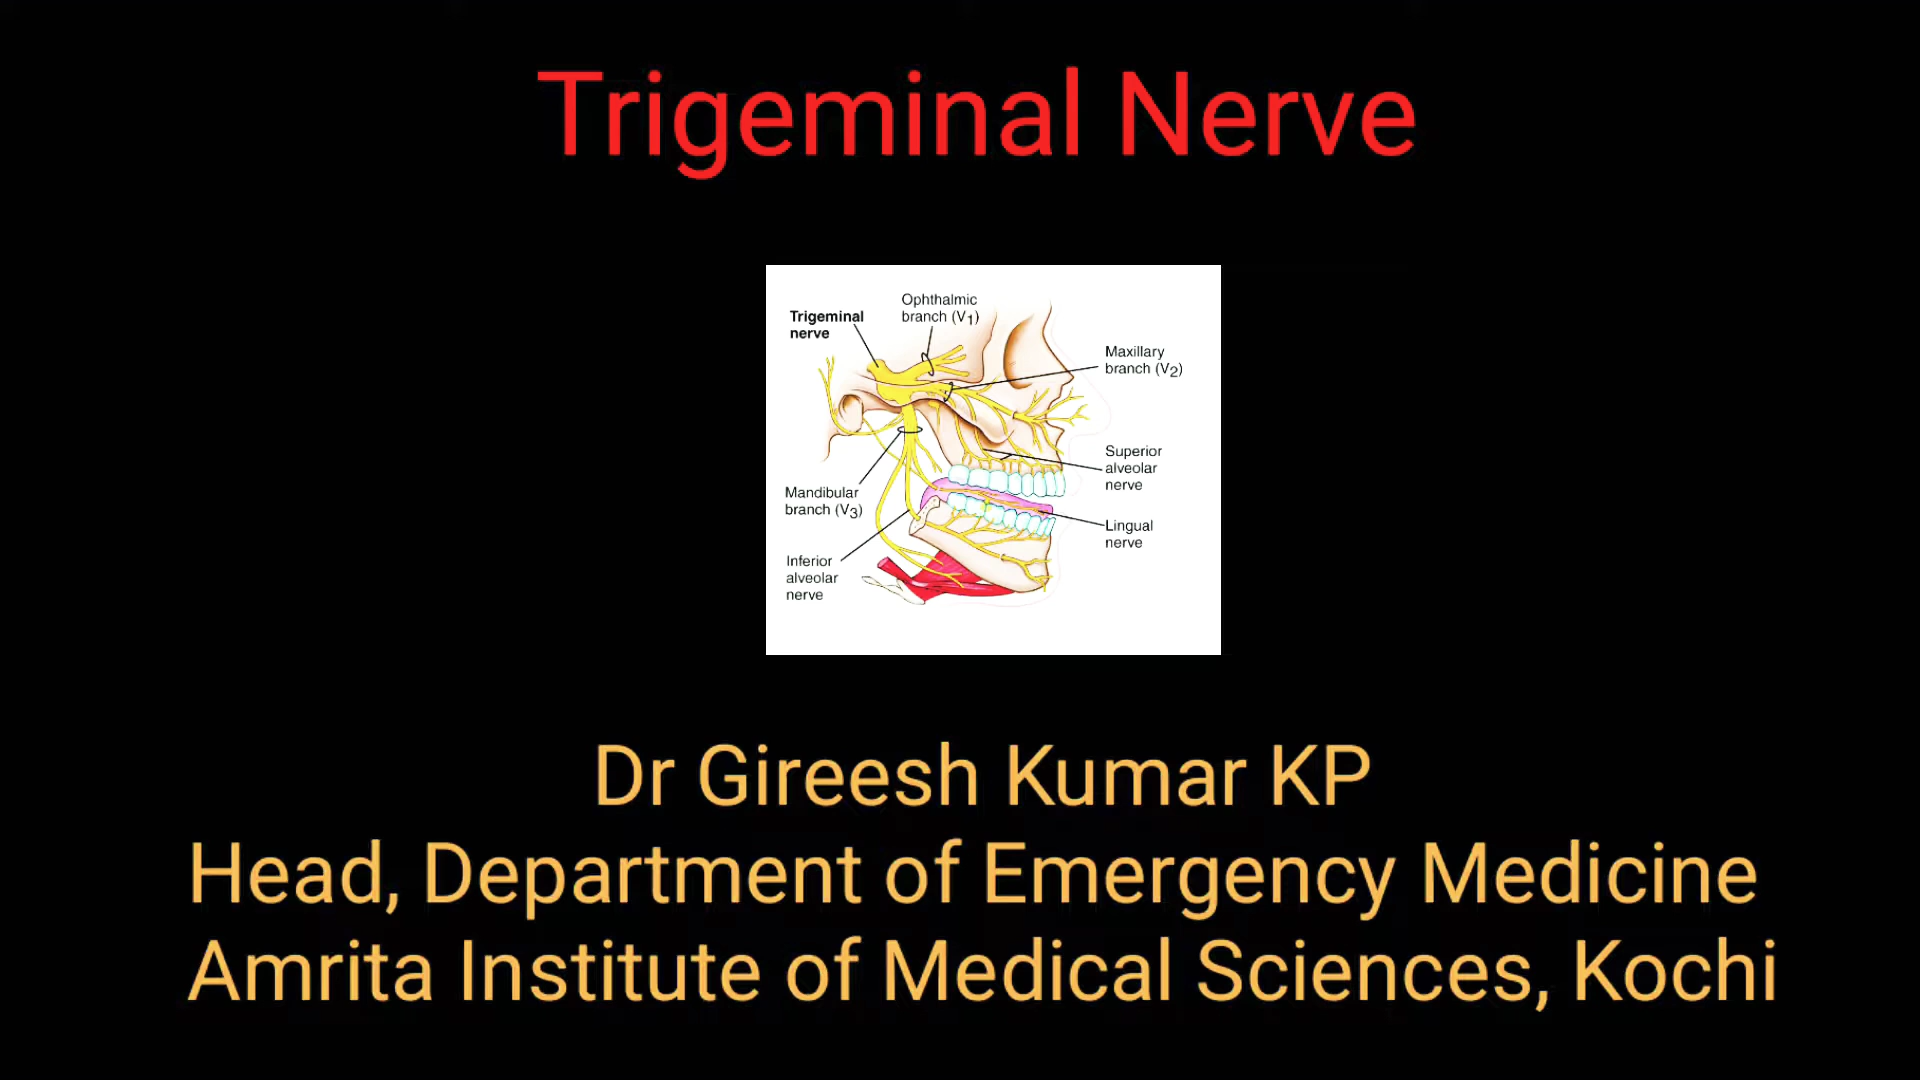 Trigeminal Nerve
Trigeminal
nerve
Ophthalmic
branch (V1)
Maxillary
branch (V2)
Superior
alveolar
nerve
Mandibular
branch (V3)
Lingual
nerve
Inferior
alveolar
nerve
Dr Gireesh Kumar KP
Head, Department of Emergency Medicine
Amrita Institute of Medical Sciences, Kochi